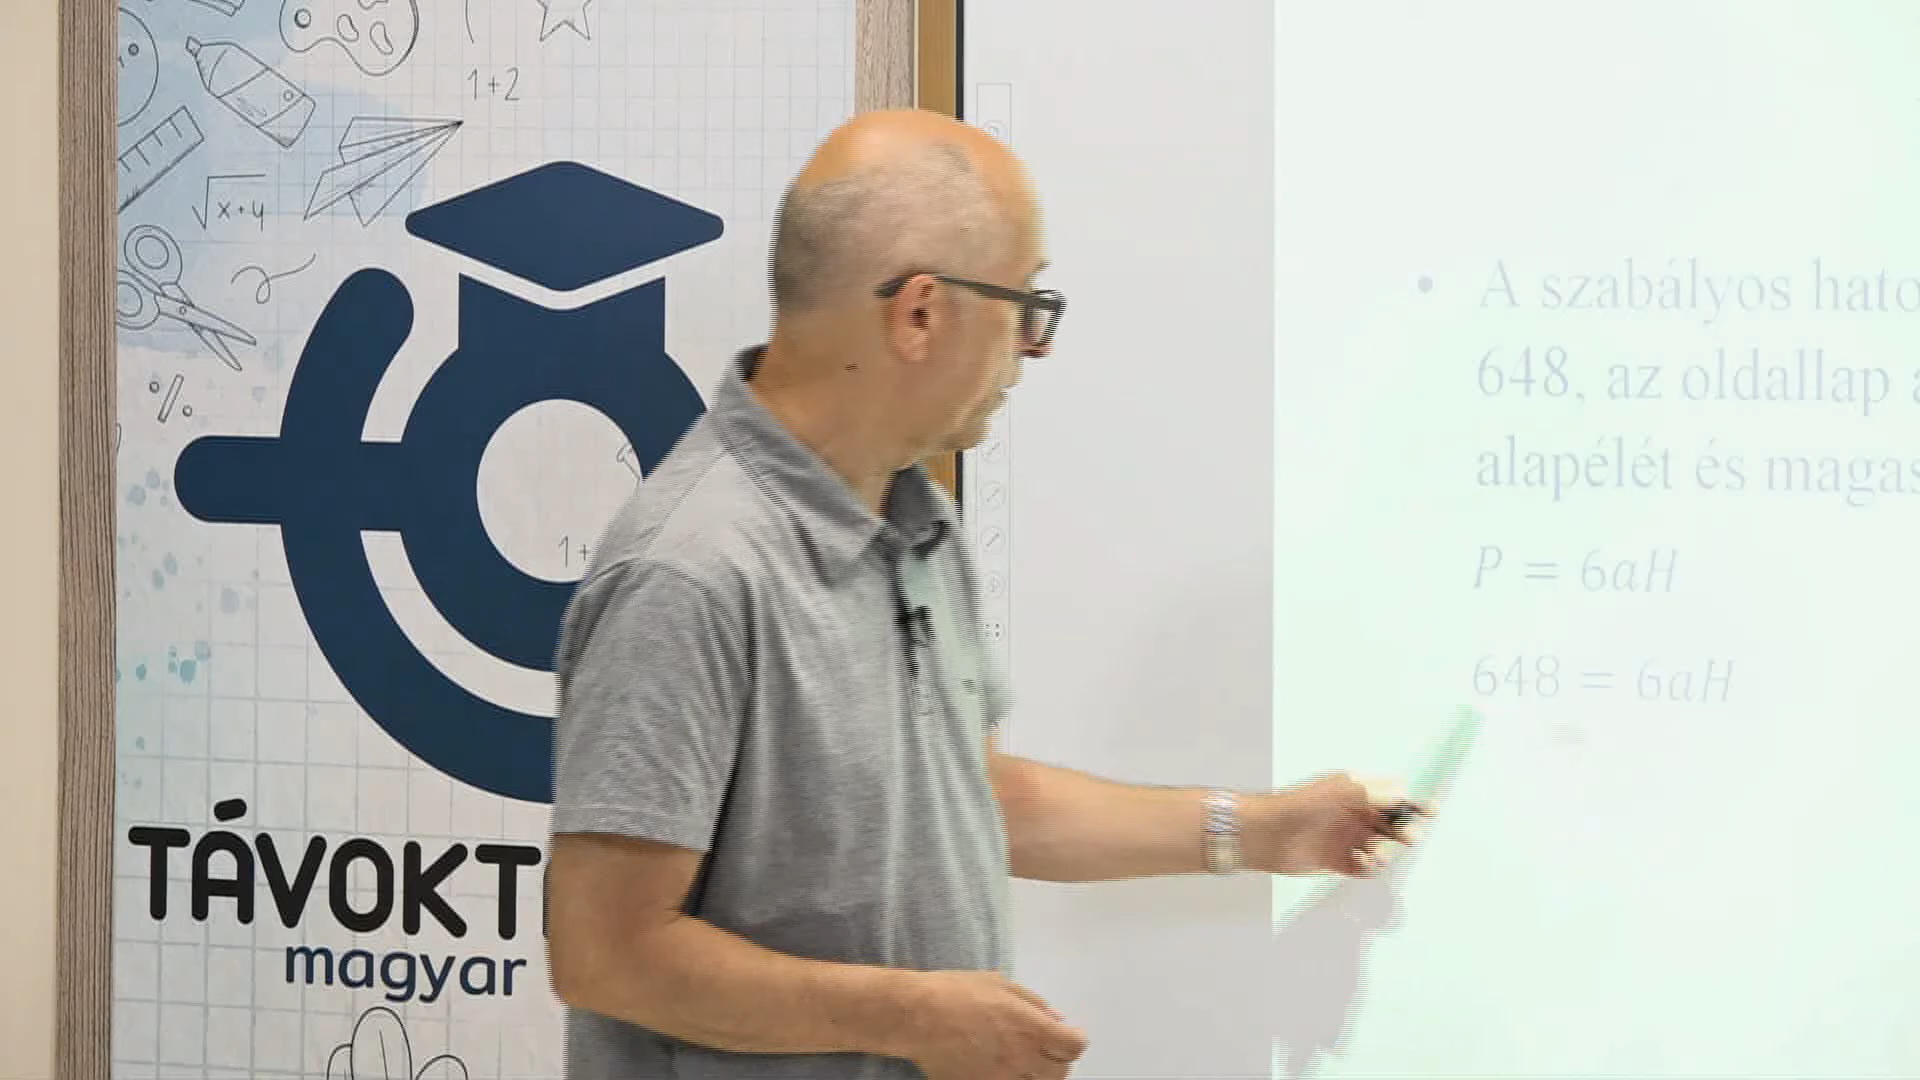 1+2
√x+4
%
1+
TÁVOKT
magyar
• A szabályos hato
648, az oldallap
alapélét és magas
P = 6aH
648 = 6aH